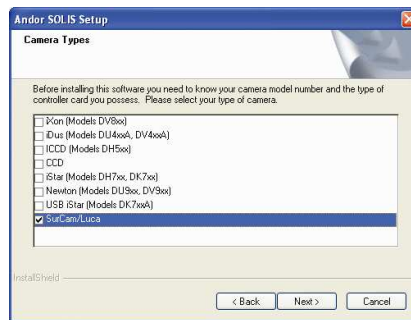 Andor SOLIS Setup
Camera Types
Before installing this software you need to know your camera model number and the type of
controller card you possess. Please select your type of camera.
iXon (Models DV8xx)
iDus (Models DU4xxA, DV4xxA)
ICCD (Models DH5xx)
CCD
iStar (Models DH7xx, DK7xx)
Newton (Models DU9xx, DV9xx)
USB iStar (Models DK7xxA)
SurCam/Luca
InstallShield
< Back Next > Cancel